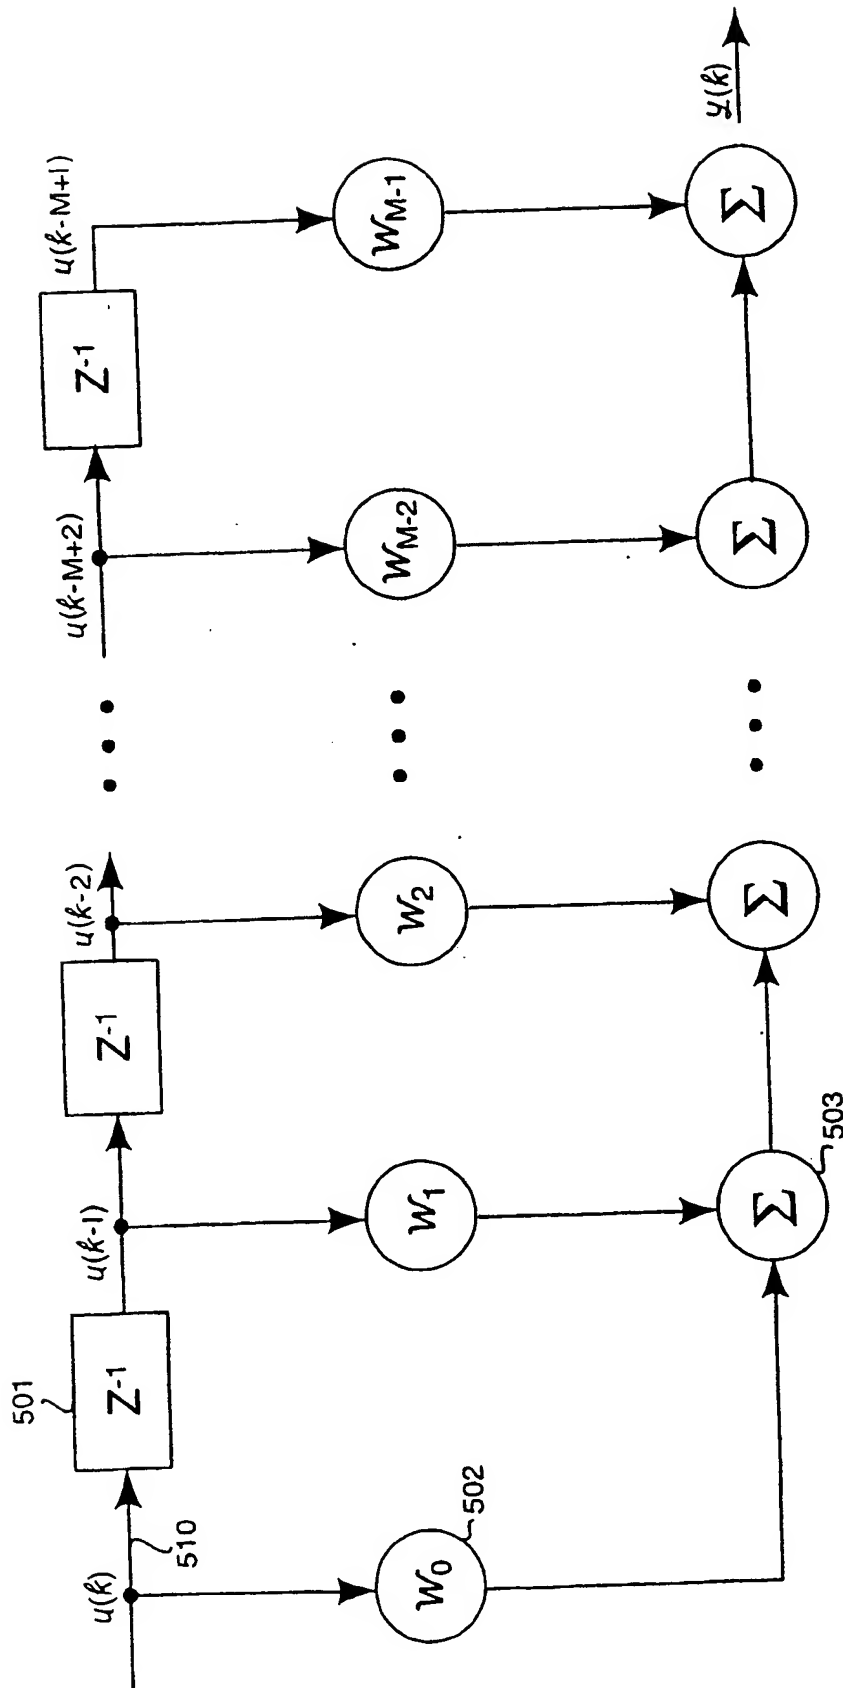 u(k)
510
501
Z-1
u(k-1)
Z-1
u(k-2)
u(k-M+2)
Z-1
u(k-M+1)
W0
502
W1
W2
WM-2
WM-1
Σ
503
Σ
Σ
Σ
y(k)